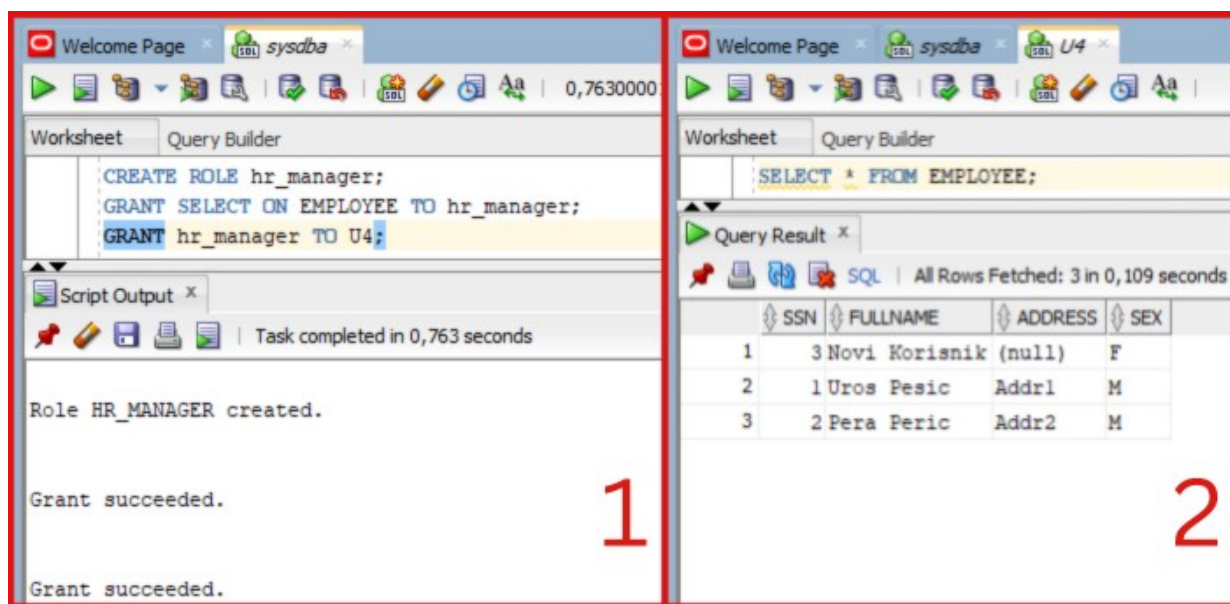 Welcome Page
sysdba
0,7630000
Worksheet
Query Builder
CREATE ROLE hr_manager;
GRANT SELECT ON EMPLOYEE TO hr_manager;
GRANT hr_manager TO U4;
Script Output
Task completed in 0,763 seconds
Role HR_MANAGER created.
Grant succeeded.
Grant succeeded.
1
Welcome Page
sysdba
U4
Worksheet
Query Builder
SELECT * FROM EMPLOYEE;
Query Result
SQL | All Rows Fetched: 3 in 0,109 seconds
SSN FULLNAME ADDRESS SEX
1 3 Novi Korisnik (null) F
2 1 Uros Pesic Addr1 M
3 2 Pera Peric Addr2 M
2